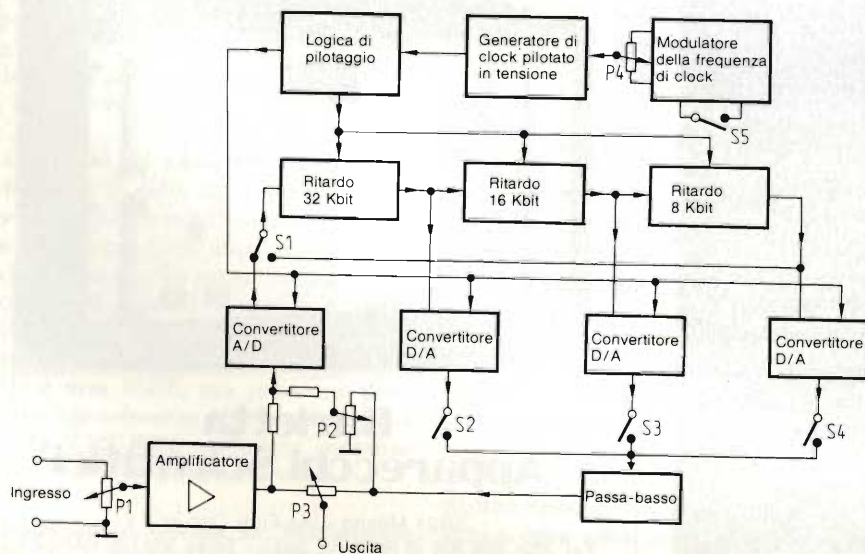 Logica di
pilotaggio
Generatore di
clock pilotato
in tensione
P4
Modulatore
della frequenza
di clock
S5
Ritardo
32 Kbit
Ritardo
16 Kbit
Ritardo
8 Kbit
S1
Convertitore
A/D
Convertitore
D/A
Convertitore
D/A
Convertitore
D/A
S2
S3
S4
P2
Ingresso
P1
Amplificatore
P3
Passa-basso
Uscita